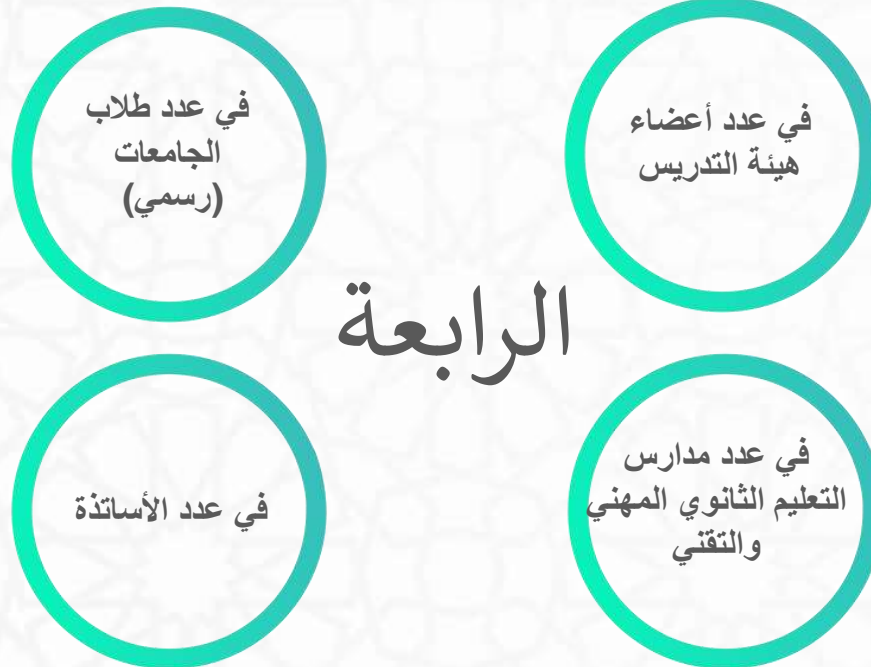 في عدد أعضاء
هيئة التدريس
في عدد طلاب
الجامعات
(رسمي)
الرابعة
في عدد مدارس
التعليم الثانوي المهني
والتقني
في عدد الأساتذة